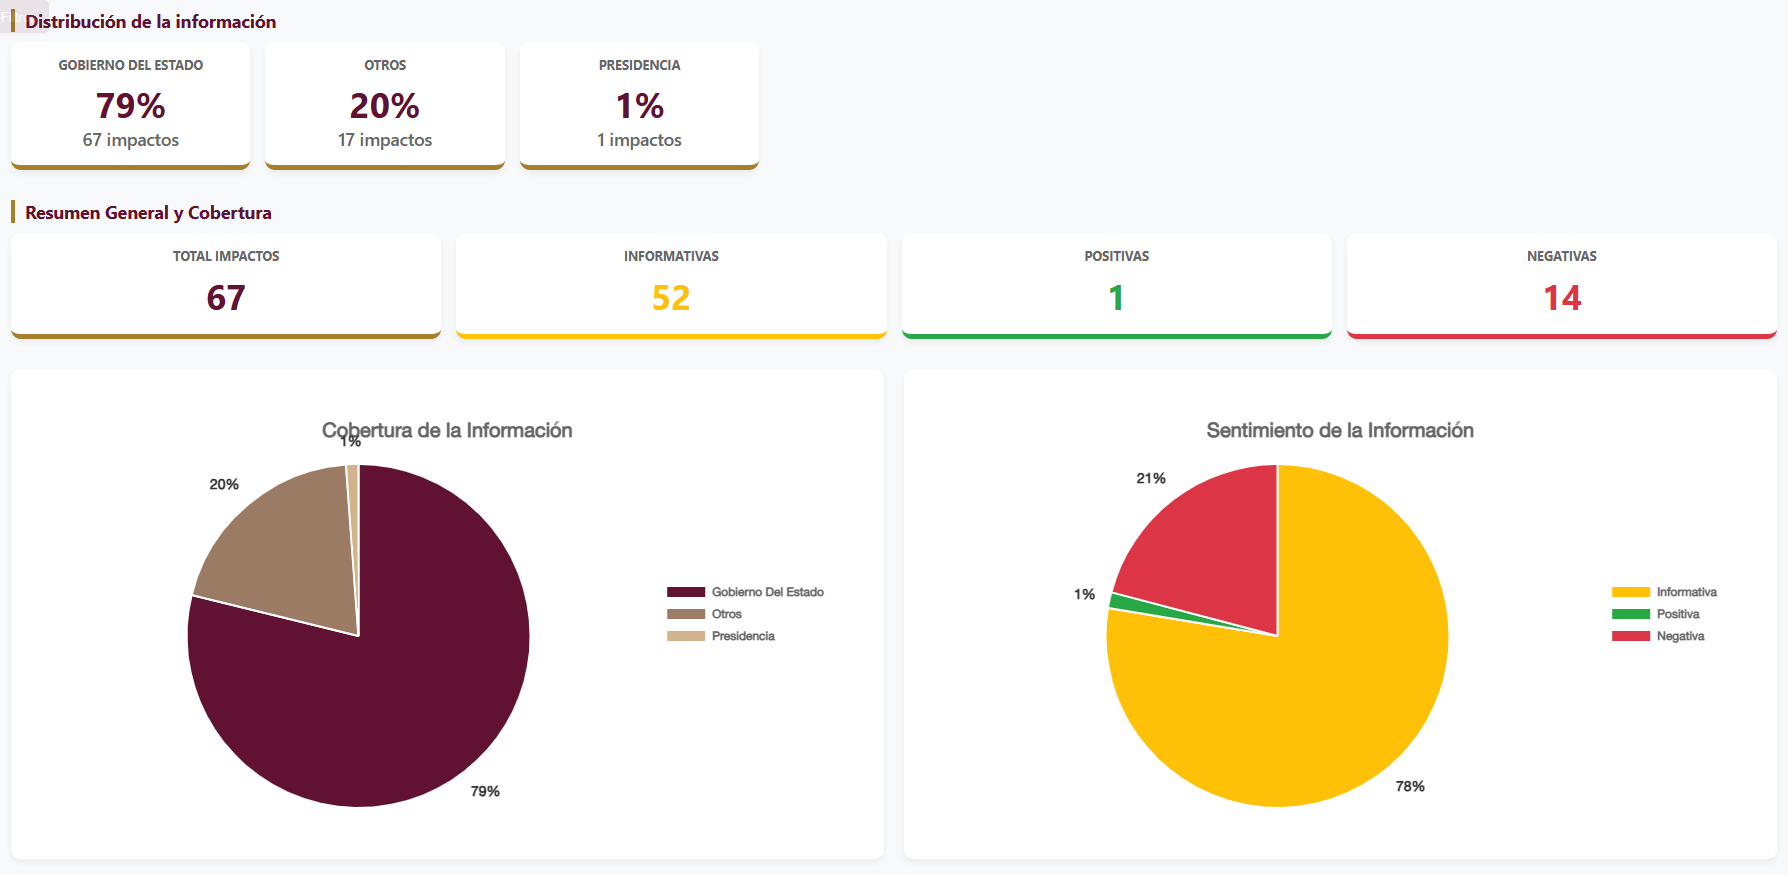 Distribución de la información
GOBIERNO DEL ESTADO
79%
67 impactos
OTROS
20%
17 impactos
PRESIDENCIA
1%
1 impactos
Resumen General y Cobertura
TOTAL IMPACTOS
67
INFORMATIVAS
52
POSITIVAS
1
NEGATIVAS
14
Cobertura de la Información
1%
20%
79%
Gobierno Del Estado
Otros
Presidencia
Sentimiento de la Información
21%
1%
78%
Informativa
Positiva
Negativa